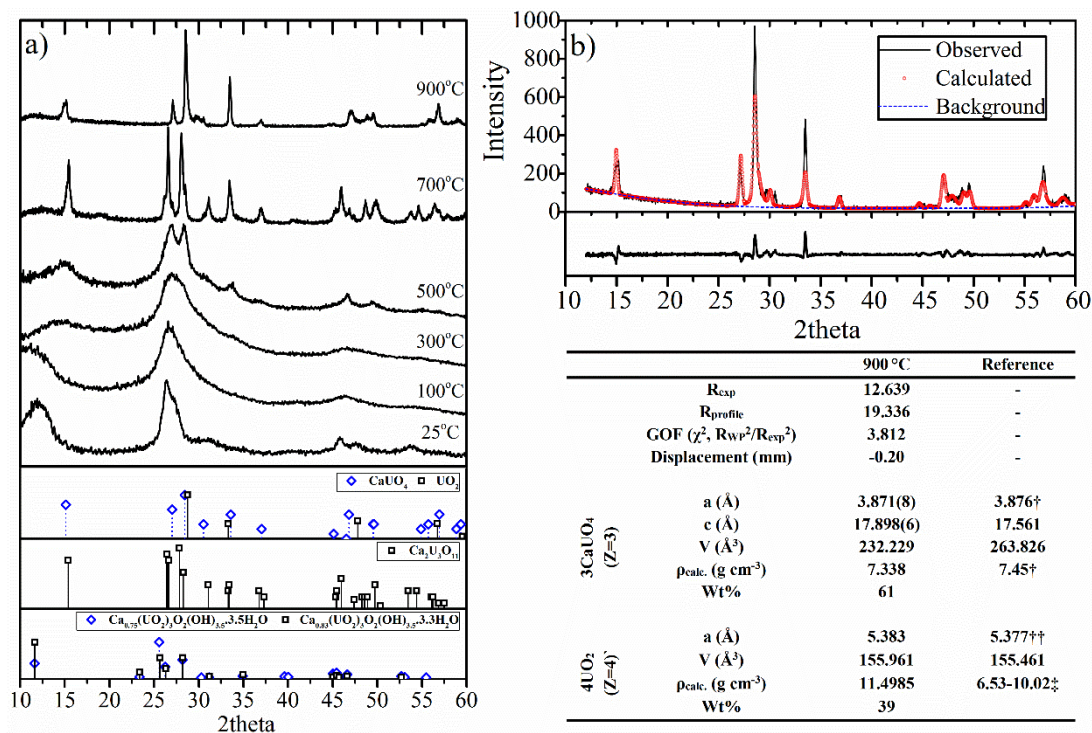 a)
900°C
700°C
500°C
300°C
100°C
25°C
CaUO₄ UO₂
Ca₂U₃O₁₁
Ca₀.₇₅(UO₂)₃O₂(OH)₃.₅.3.5H₂O Ca₀.₈₃(UO₂)₃O₂(OH)₃.₅.3.3H₂O
10 15 20 25 30 35 40 45 50 55 60
2theta
b)
Intensity
1000
800
600
400
200
0
Observed
Calculated
Background
10 15 20 25 30 35 40 45 50 55 60
2theta
900 °C Reference
Rexp 12.639 -
Rprofile 19.336 -
GOF (χ², RWP²/Rexp²) 3.812 -
Displacement (mm) -0.20 -
3CaUO₄
(Z=3)
a (Å) 3.871(8) 3.876†
c (Å) 17.898(6) 17.561
V (Å³) 232.229 263.826
ρcalc. (g cm⁻³) 7.338 7.45†
Wt% 61
4UO₂
(Z=4)`
a (Å) 5.383 5.377††
V (Å³) 155.961 155.461
ρcalc. (g cm⁻³) 11.4985 6.53-10.02‡
Wt% 39